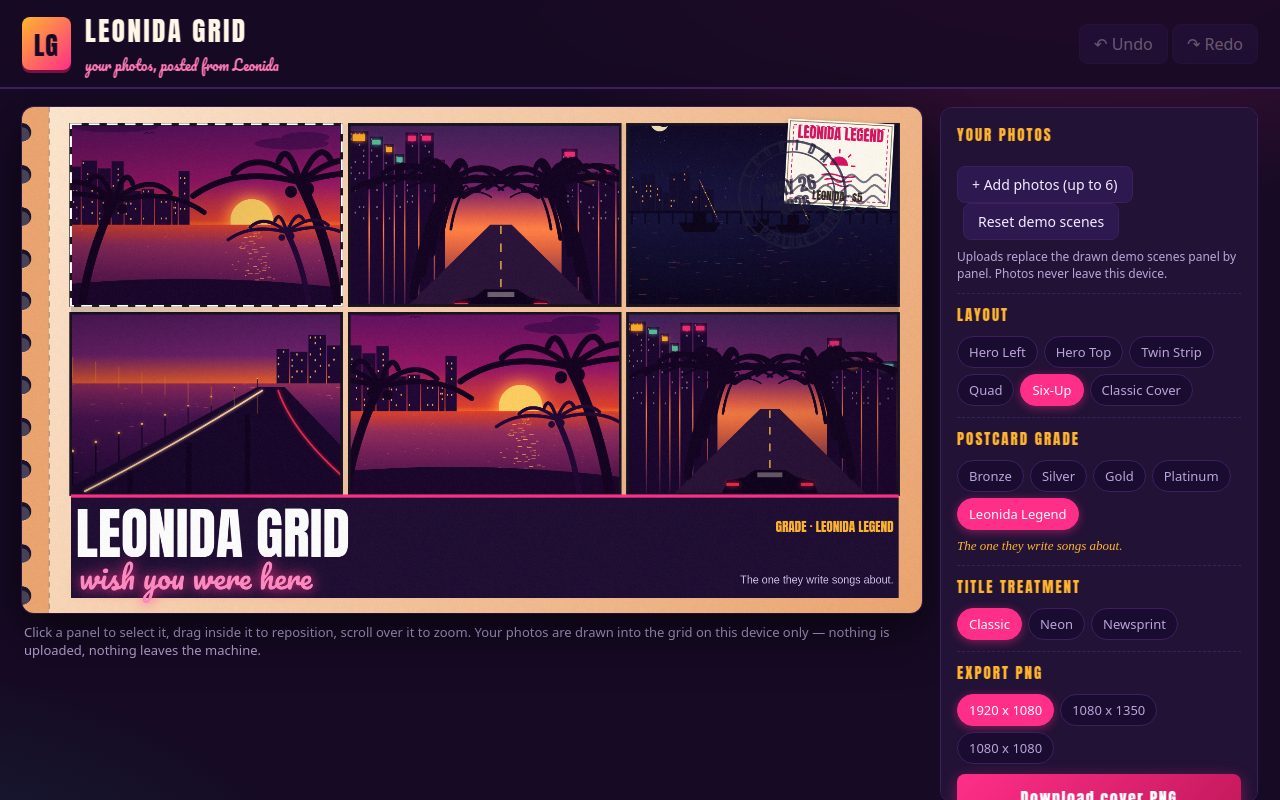 LG
LEONIDA GRID
your photos, posted from Leonida
↶ Undo
↷ Redo
LEONIDA LEGEND
LEONIDA · $5
LEONIDA GRID
wish you were here
GRADE · LEONIDA LEGEND
The one they write songs about.
Click a panel to select it, drag inside it to reposition, scroll over it to zoom. Your photos are drawn into the grid on this device only — nothing is
uploaded, nothing leaves the machine.
YOUR PHOTOS
+ Add photos (up to 6)
Reset demo scenes
Uploads replace the drawn demo scenes panel by
panel. Photos never leave this device.
LAYOUT
Hero Left
Hero Top
Twin Strip
Quad
Six-Up
Classic Cover
POSTCARD GRADE
Bronze
Silver
Gold
Platinum
Leonida Legend
The one they write songs about.
TITLE TREATMENT
Classic
Neon
Newsprint
EXPORT PNG
1920 x 1080
1080 x 1350
1080 x 1080
Download cover PNG